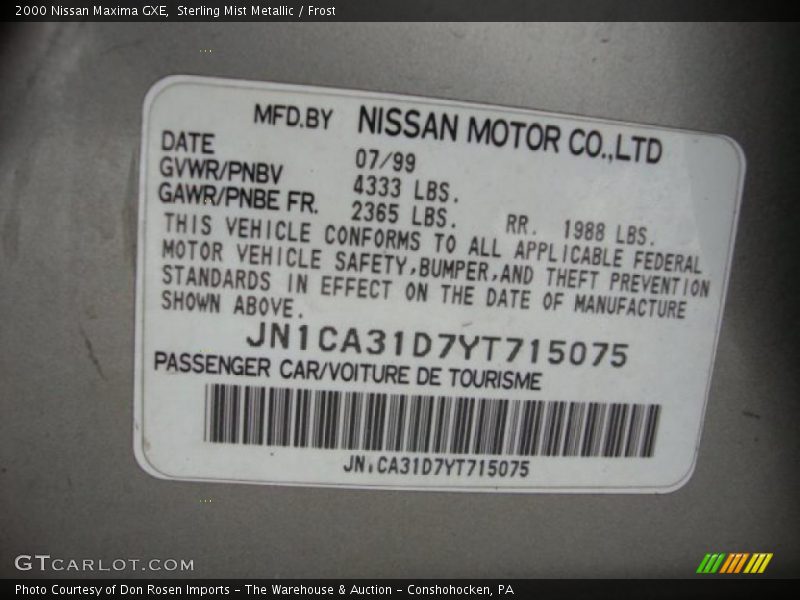 2000 Nissan Maxima GXE, Sterling Mist Metallic / Frost
MFD.BY NISSAN MOTOR CO.,LTD
DATE 07/99
GVWR/PNBV 4333 LBS.
GAWR/PNBE FR. 2365 LBS. RR. 1988 LBS.
THIS VEHICLE CONFORMS TO ALL APPLICABLE FEDERAL
MOTOR VEHICLE SAFETY,BUMPER,AND THEFT PREVENTION
STANDARDS IN EFFECT ON THE DATE OF MANUFACTURE
SHOWN ABOVE.
JN1CA31D7YT715075
PASSENGER CAR/VOITURE DE TOURISME
JN1CA31D7YT715075
GTCARLOT.COM
Photo Courtesy of Don Rosen Imports - The Warehouse & Auction - Conshohocken, PA